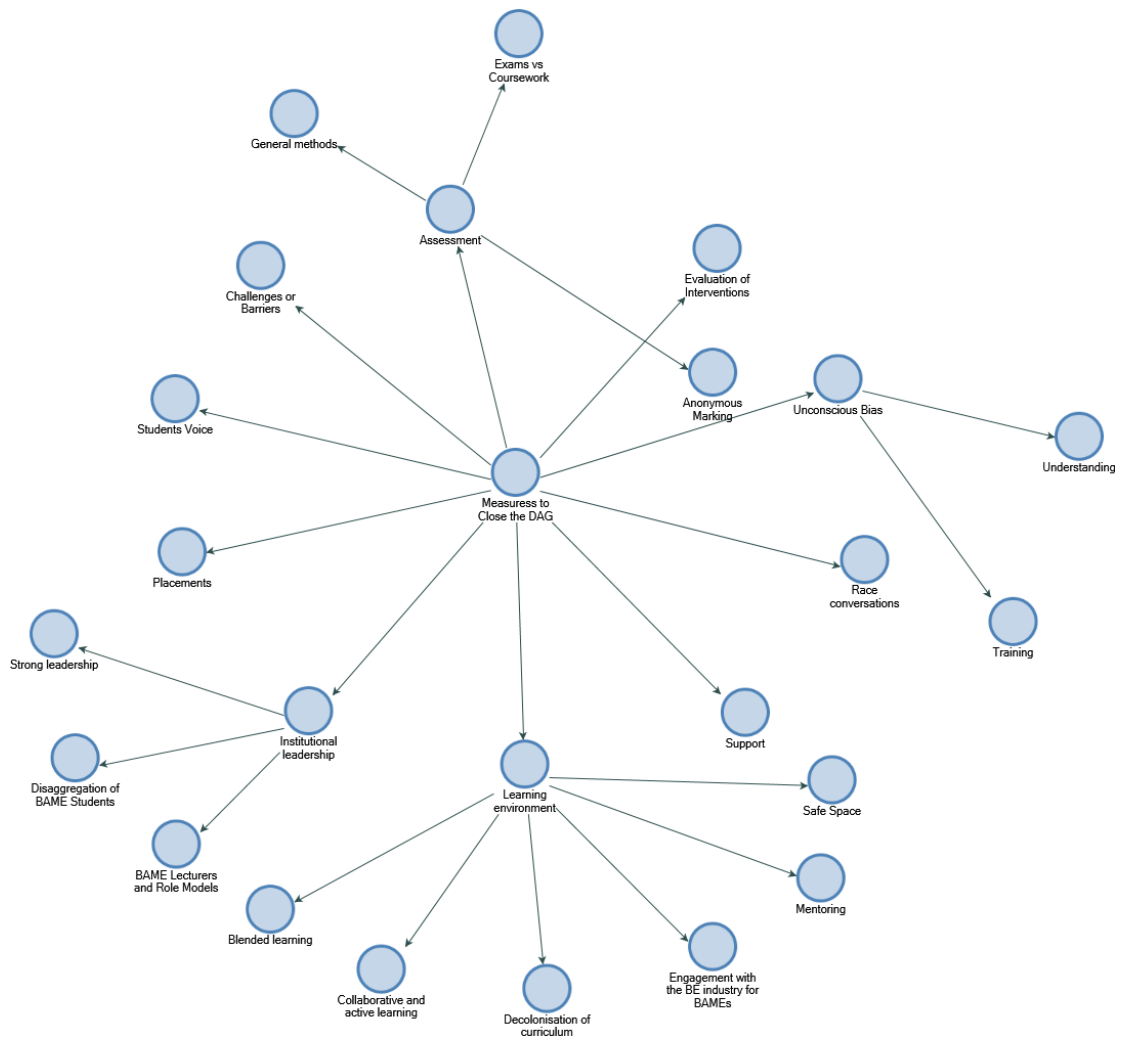 Exams vs
Coursework
General methods
Assessment
Evaluation of
Interventions
Challenges or
Barriers
Anonymous
Marking
Unconscious Bias
Students Voice
Understanding
Measuress to
Close the DAG
Placements
Race
conversations
Training
Strong leadership
Institutional
leadership
Support
Disaggregation of
BAME Students
Learning
environment
Safe Space
BAME Lecturers
and Role Models
Mentoring
Blended learning
Engagement with
the BE industry for
BAMEs
Collaborative and
active learning
Decolonisation of
curriculum